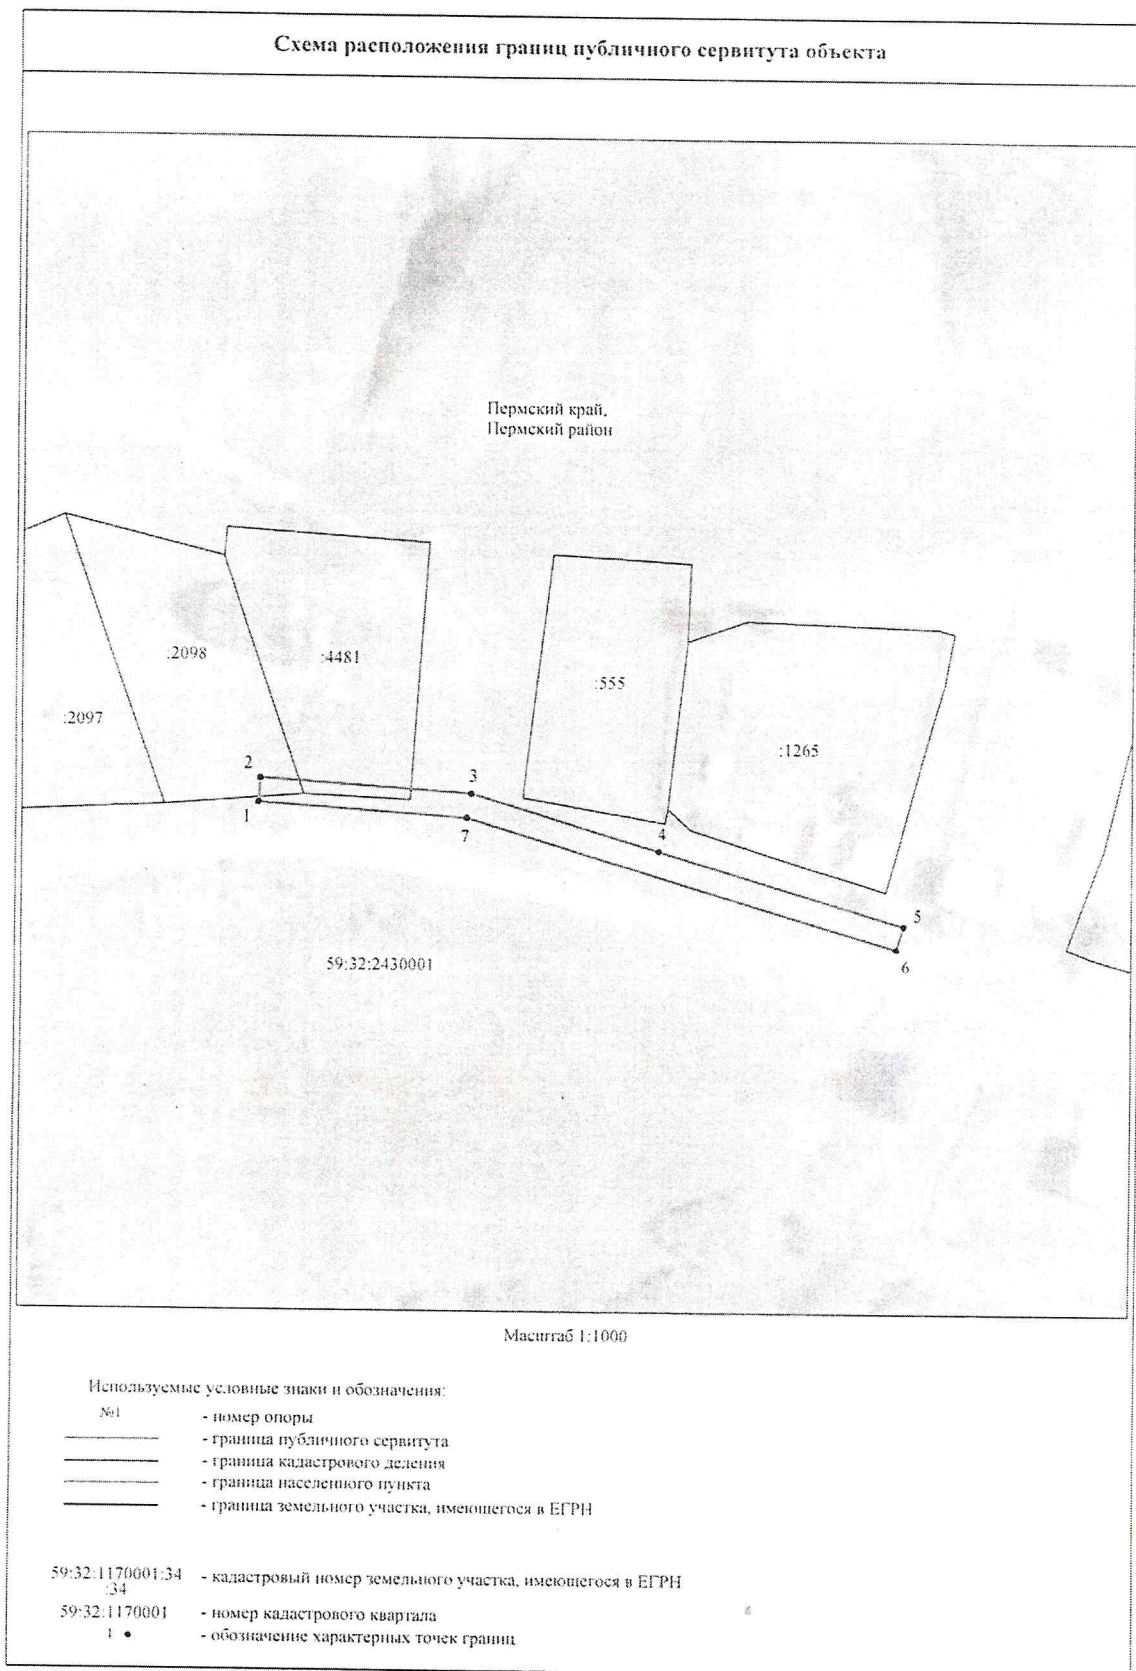 Схема расположения границ публичного сервитута объекта
Пермский край,
Пермский район
:2098
:4481
:555
:2097
:1265
2
3
1
7
4
5
6
59:32:2430001
Масштаб 1:1000
Используемые условные знаки и обозначения:
№1 - номер опоры
- граница публичного сервитута
- граница кадастрового деления
- граница населенного пункта
- граница земельного участка, имеющегося в ЕГРН
59:32:1170001:34
:34 - кадастровый номер земельного участка, имеющегося в ЕГРН
59:32:1170001 - номер кадастрового квартала
1 - обозначение характерных точек границ